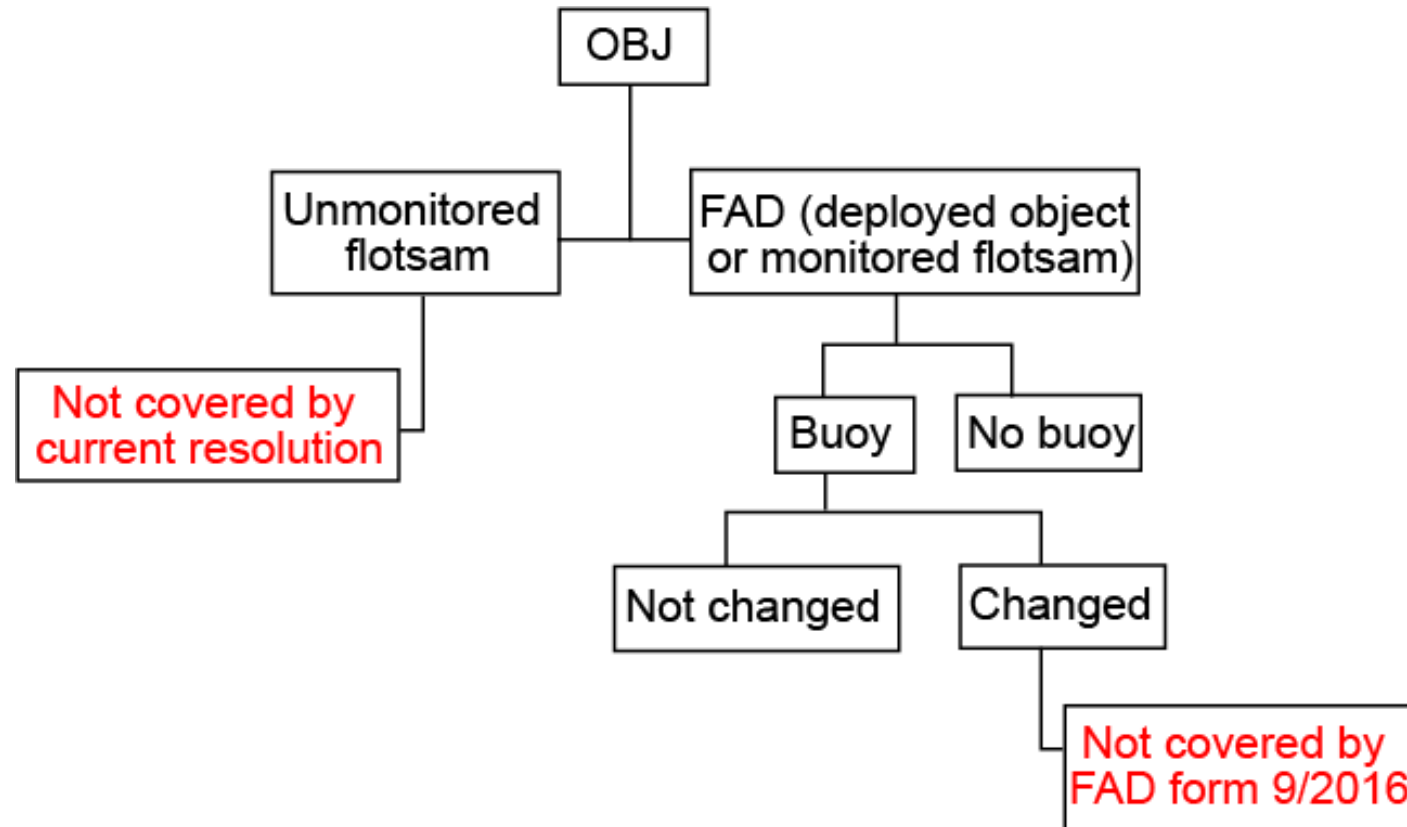 OBJ
Unmonitored
flotsam
FAD (deployed object
or monitored flotsam)
Not covered by
current resolution
Buoy
No buoy
Not changed
Changed
Not covered by
FAD form 9/2016